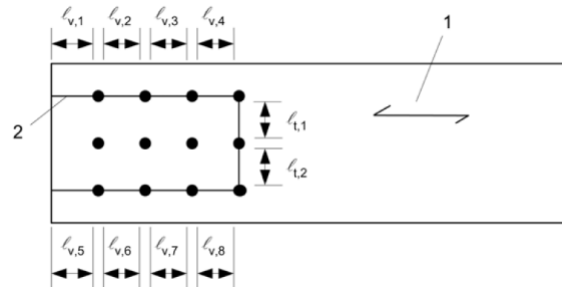 ℓv,1 ℓv,2 ℓv,3 ℓv,4
1
2
ℓt,1
ℓt,2
ℓv,5 ℓv,6 ℓv,7 ℓv,8